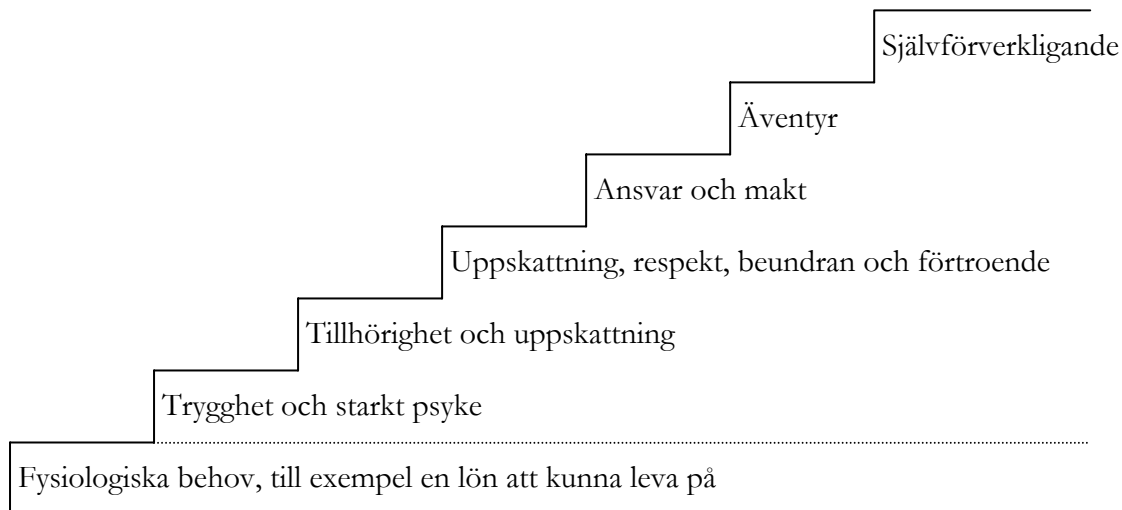 Självförverkligande
Äventyr
Ansvar och makt
Uppskattning, respekt, beundran och förtroende
Tillhörighet och uppskattning
Trygghet och starkt psyke
Fysiologiska behov, till exempel en lön att kunna leva på